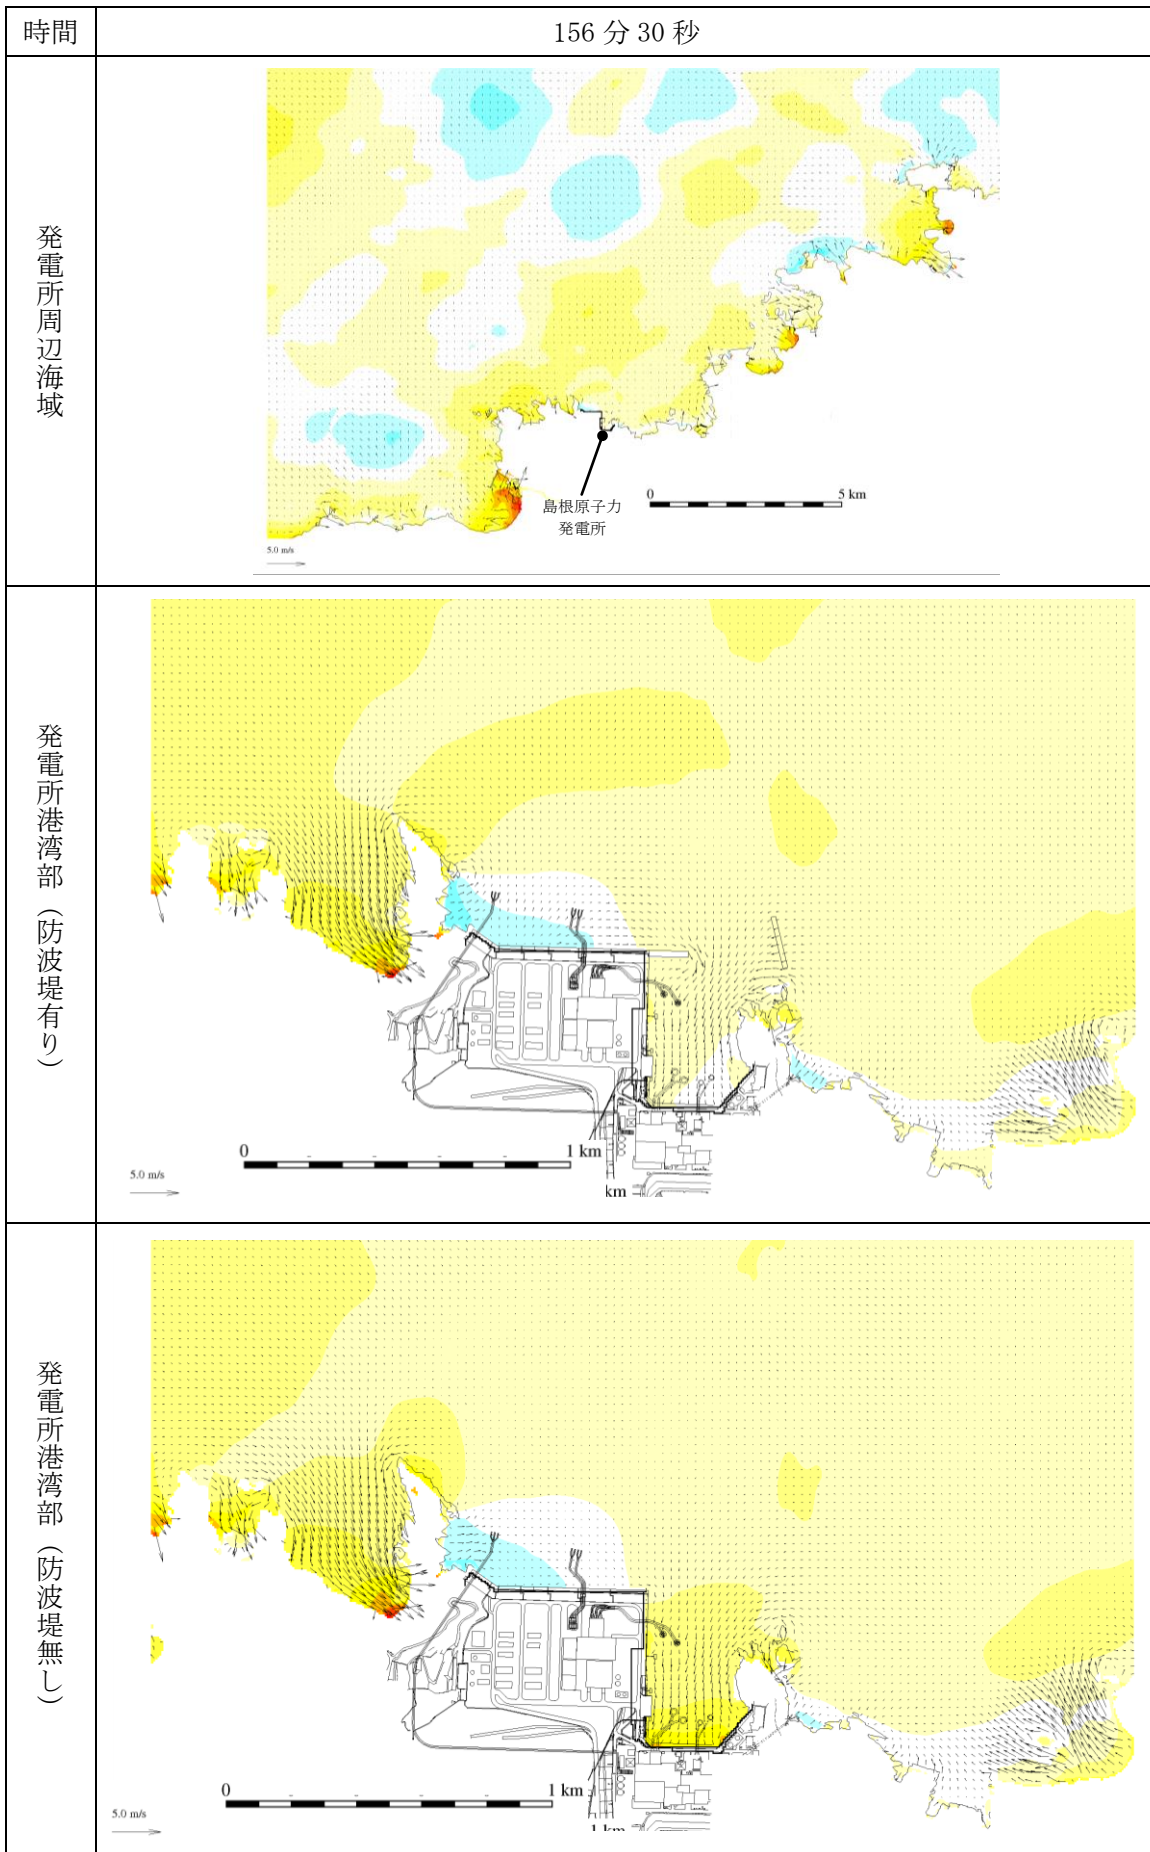 時間
156 分 30 秒
発電所周辺海域
島根原子力
発電所
0
5 km
5.0 m/s
発電所港湾部（防波堤有り）
0
1 km
km
5.0 m/s
発電所港湾部（防波堤無し）
0
1 km
1 km
5.0 m/s